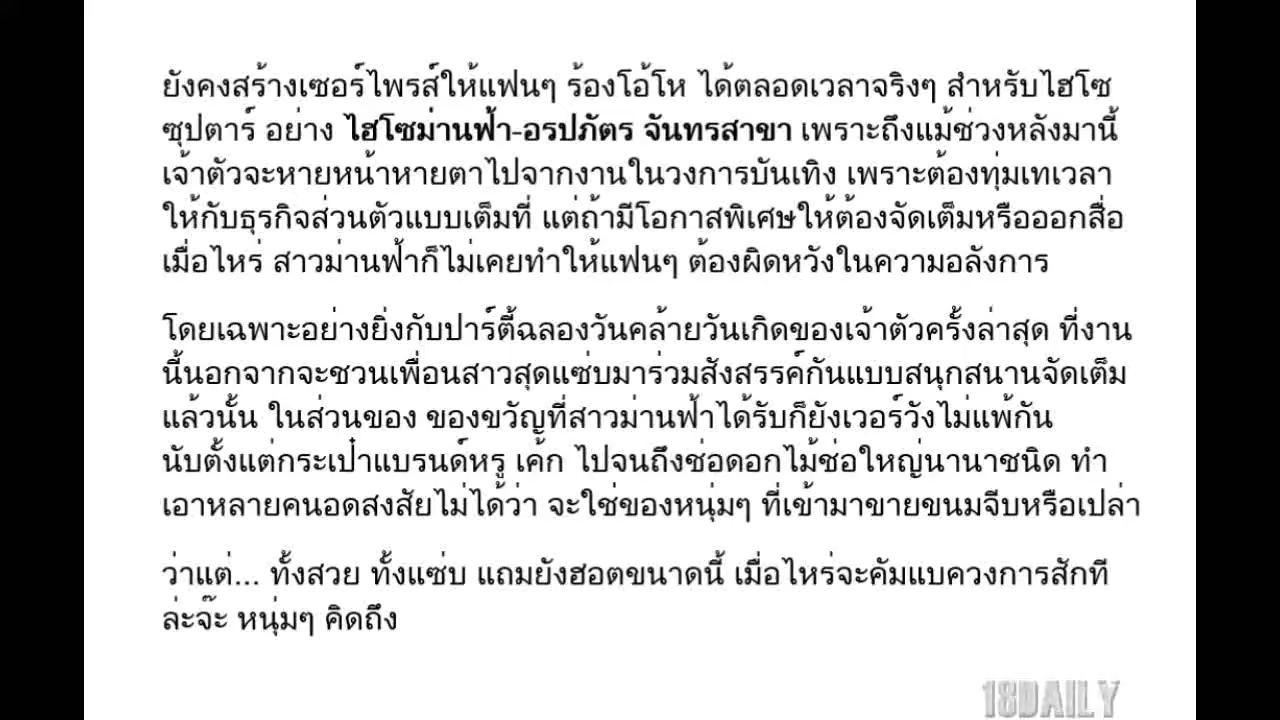 ยังคงสร้างเซอร์ไพรส์ให้แฟนๆ ร้องโอ้โห ได้ตลอดเวลาจริงๆ สำหรับไฮโซ
ซุปตาร์ อย่าง ไฮโซม่านฟ้า-อรปภัตร จันทรสาขา เพราะถึงแม้ช่วงหลังมานี้
เจ้าตัวจะหายหน้าหายตาไปจากงานในวงการบันเทิง เพราะต้องทุ่มเทเวลา
ให้กับธุรกิจส่วนตัวแบบเต็มที่ แต่ถ้ามีโอกาสพิเศษให้ต้องจัดเต็มหรือออกสื่อ
เมื่อไหร่ สาวม่านฟ้าก็ไม่เคยทำให้แฟนๆ ต้องผิดหวังในความอลังการ
โดยเฉพาะอย่างยิ่งกับปาร์ตี้ฉลองวันคล้ายวันเกิดของเจ้าตัวครั้งล่าสุด ที่งาน
นี้นอกจากจะชวนเพื่อนสาวสุดแซ่บมาร่วมสังสรรค์กันแบบสนุกสนานจัดเต็ม
แล้วนั้น ในส่วนของ ของขวัญที่สาวม่านฟ้าได้รับก็ยังเวอร์วังไม่แพ้กัน
นับตั้งแต่กระเป๋าแบรนด์หรู เค้ก ไปจนถึงช่อดอกไม้ช่อใหญ่นานาชนิด ทำ
เอาหลายคนอดสงสัยไม่ได้ว่า จะใช่ของหนุ่มๆ ที่เข้ามาขายขนมจีบหรือเปล่า
ว่าแต่... ทั้งสวย ทั้งแซ่บ แถมยังฮอตขนาดนี้ เมื่อไหร่จะคัมแบควงการสักที
ล่ะจ๊ะ หนุ่มๆ คิดถึง
18DAILY